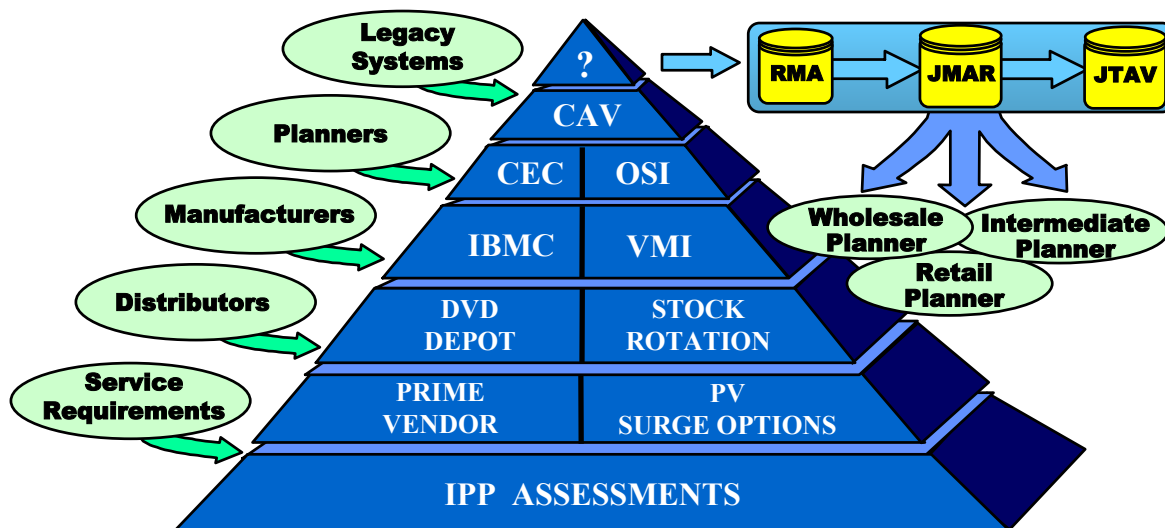 Legacy
Systems
Planners
Manufacturers
Distributors
Service
Requirements
?
CAV
CEC OSI
IBMC VMI
DVD
DEPOT
STOCK
ROTATION
PRIME
VENDOR
PV
SURGE OPTIONS
IPP ASSESSMENTS
RMA JMAR JTAV
Wholesale
Planner
Intermediate
Planner
Retail
Planner